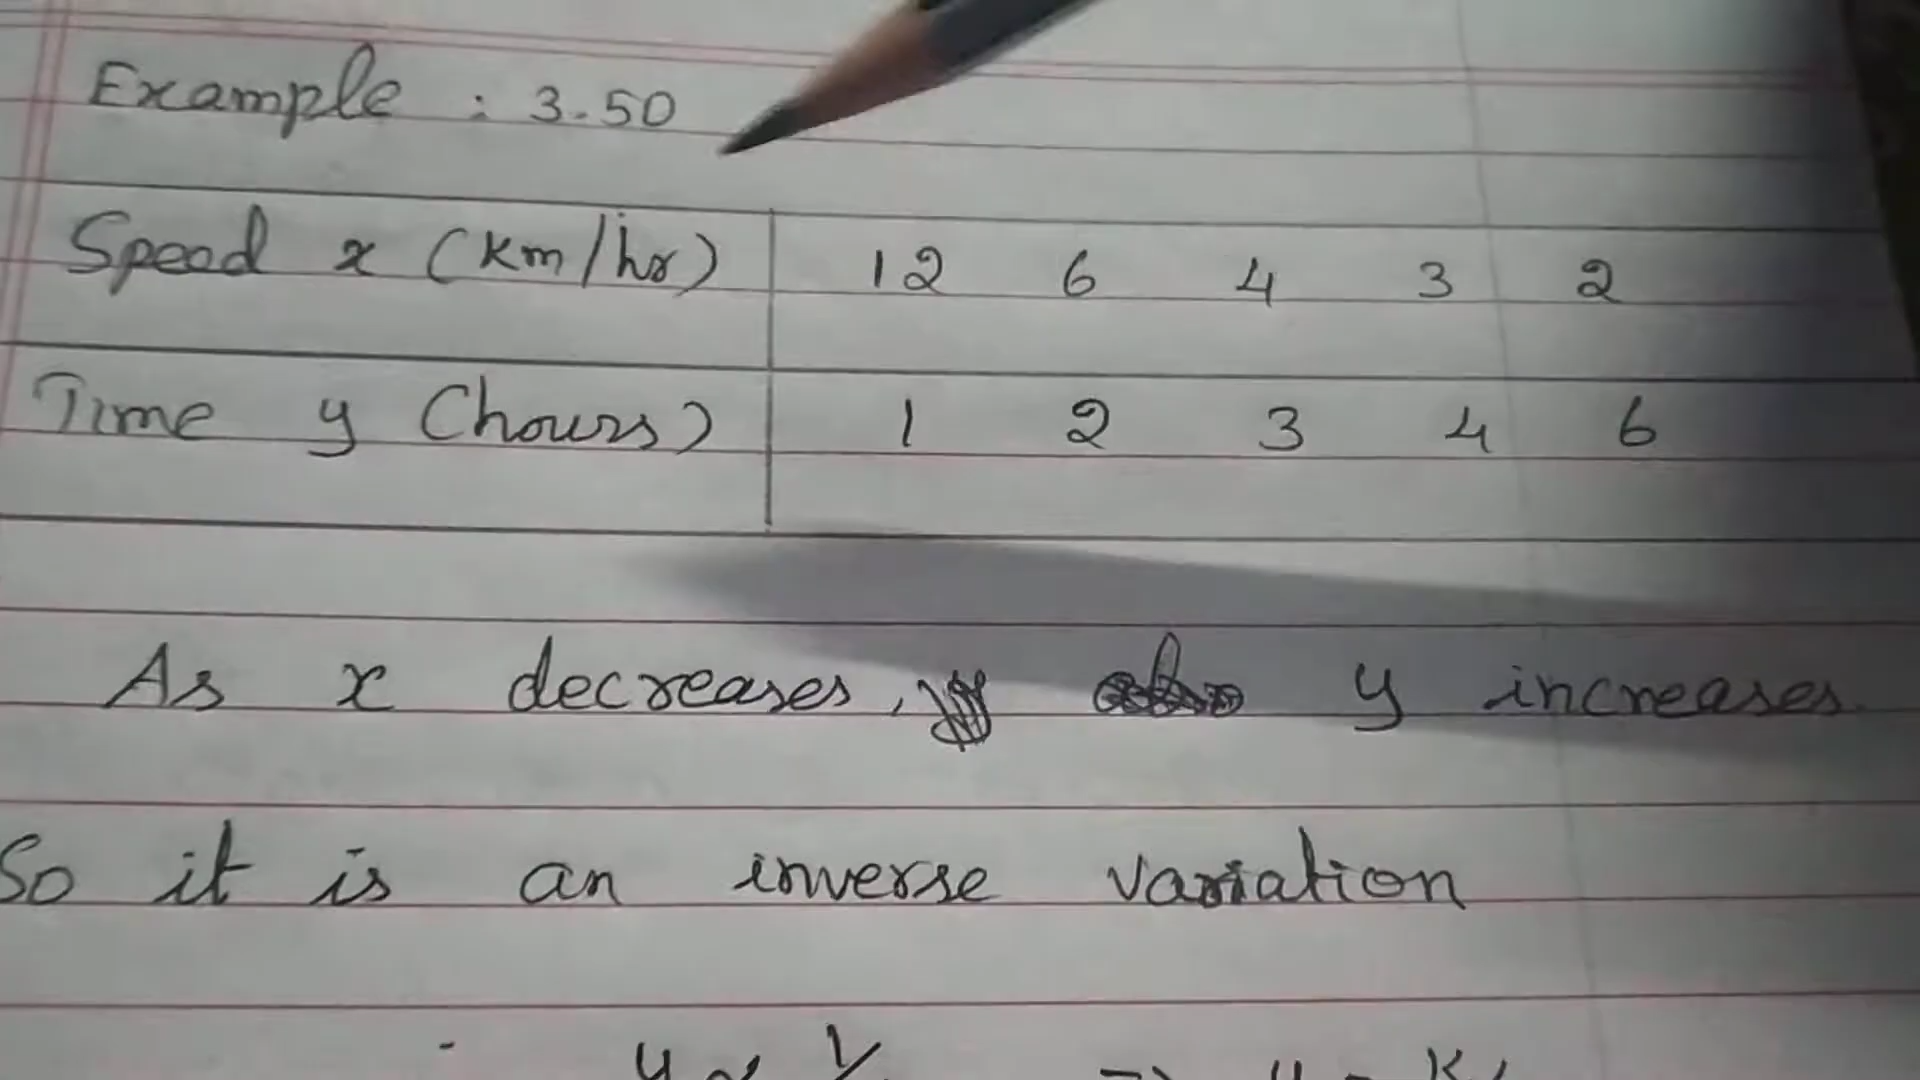 Example : 3.50
Speed x (km/hr) 12 6 4 3 2
Time y (hours) 1 2 3 4 6
As x decreases, y increases.
So it is an inverse variation